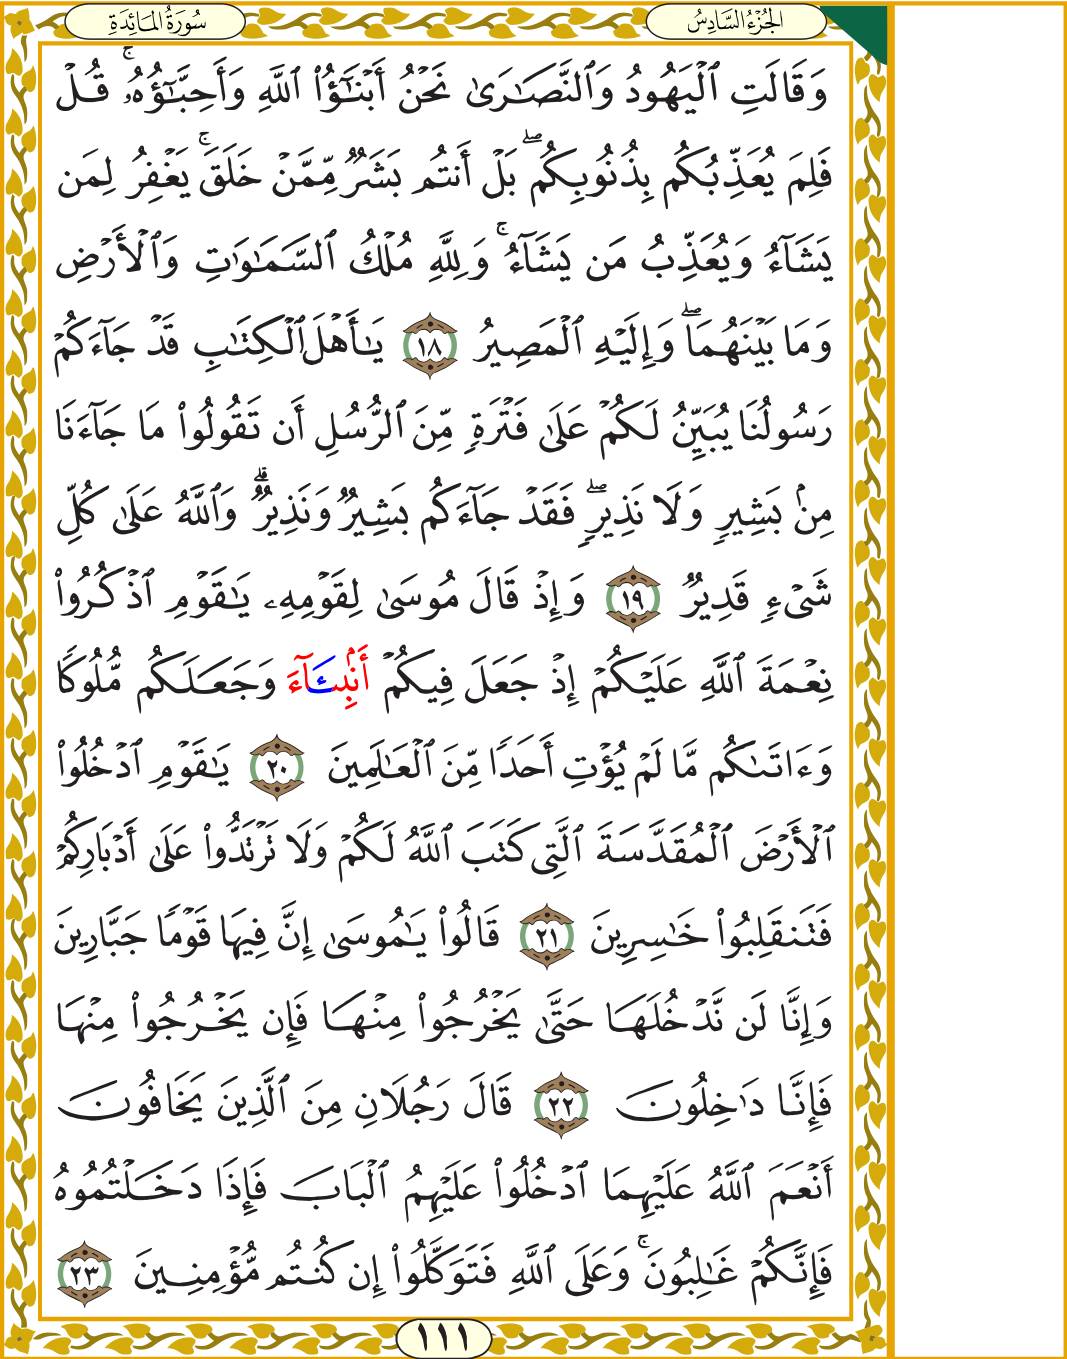 الجُزْءُ السَّادِسُ
سُورَةُ المَائِدَةِ
وَقَالَتِ ٱلْيَهُودُ وَٱلنَّصَـٰرَىٰ نَحْنُ أَبْنَـٰٓؤُا۟ ٱللَّهِ وَأَحِبَّـٰٓؤُهُۥ ۚ قُلْ
فَلِمَ يُعَذِّبُكُم بِذُنُوبِكُم ۖ بَلْ أَنتُم بَشَرٌ مِّمَّنْ خَلَقَ ۚ يَغْفِرُ لِمَن
يَشَآءُ وَيُعَذِّبُ مَن يَشَآءُ ۚ وَلِلَّهِ مُلْكُ ٱلسَّمَـٰوَٰتِ وَٱلْأَرْضِ
وَمَا بَيْنَهُمَا ۖ وَإِلَيْهِ ٱلْمَصِيرُ ١٨ يَـٰٓأَهْلَ ٱلْكِتَـٰبِ قَدْ جَآءَكُمْ
رَسُولُنَا يُبَيِّنُ لَكُمْ عَلَىٰ فَتْرَةٍ مِّنَ ٱلرُّسُلِ أَن تَقُولُوا۟ مَا جَآءَنَا
مِنۢ بَشِيرٍ وَلَا نَذِيرٍ ۖ فَقَدْ جَآءَكُم بَشِيرٌ وَنَذِيرٌ ۗ وَٱللَّهُ عَلَىٰ كُلِّ
شَىْءٍ قَدِيرٌ ١٩ وَإِذْ قَالَ مُوسَىٰ لِقَوْمِهِۦ يَـٰقَوْمِ ٱذْكُرُوا۟
نِعْمَةَ ٱللَّهِ عَلَيْكُمْ إِذْ جَعَلَ فِيكُمْ أَنۢبِـَٔآءَ وَجَعَلَكُم مُّلُوكًا
وَءَاتَىٰكُم مَّا لَمْ يُؤْتِ أَحَدًا مِّنَ ٱلْعَـٰلَمِينَ ٢٠ يَـٰقَوْمِ ٱدْخُلُوا۟
ٱلْأَرْضَ ٱلْمُقَدَّسَةَ ٱلَّتِى كَتَبَ ٱللَّهُ لَكُمْ وَلَا تَرْتَدُّوا۟ عَلَىٰٓ أَدْبَارِكُمْ
فَتَنقَلِبُوا۟ خَـٰسِرِينَ ٢١ قَالُوا۟ يَـٰمُوسَىٰٓ إِنَّ فِيهَا قَوْمًا جَبَّارِينَ
وَإِنَّا لَن نَّدْخُلَهَا حَتَّىٰ يَخْرُجُوا۟ مِنْهَا فَإِن يَخْرُجُوا۟ مِنْهَا
فَإِنَّا دَٰخِلُونَ ٢٢ قَالَ رَجُلَانِ مِنَ ٱلَّذِينَ يَخَافُونَ
أَنْعَمَ ٱللَّهُ عَلَيْهِمَا ٱدْخُلُوا۟ عَلَيْهِمُ ٱلْبَابَ فَإِذَا دَخَلْتُمُوهُ
فَإِنَّكُمْ غَـٰلِبُونَ ۚ وَعَلَى ٱللَّهِ فَتَوَكَّلُوٓا۟ إِن كُنتُم مُّؤْمِنِينَ ٢٣
١١١